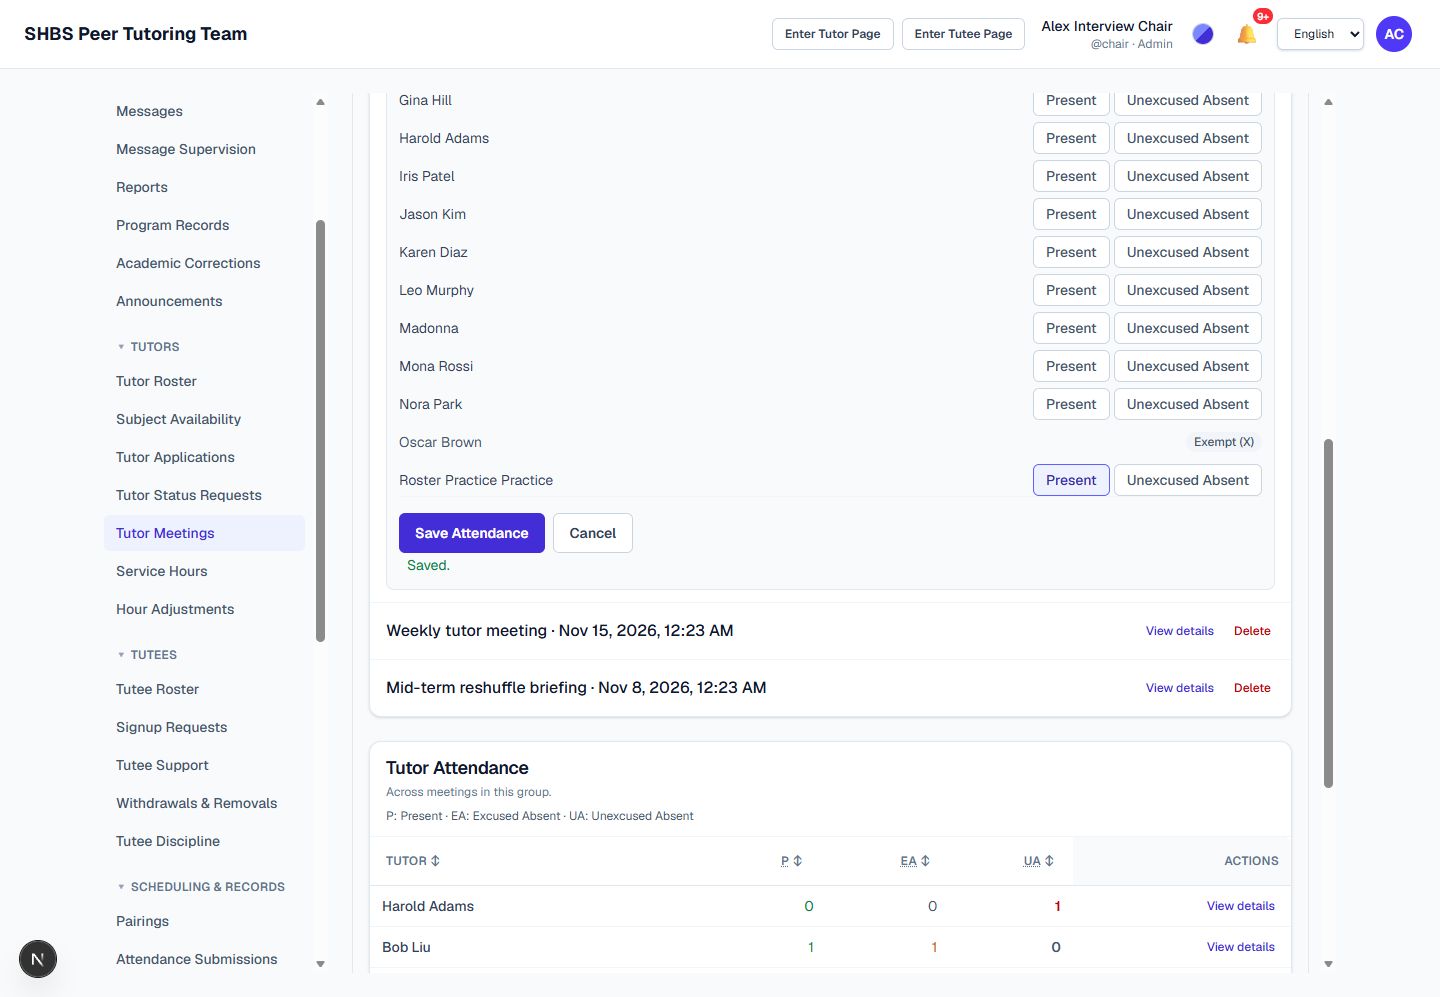 SHBS Peer Tutoring Team
Enter Tutor Page
Enter Tutee Page
Alex Interview Chair
@chair · Admin
9+
English
AC
Messages
Message Supervision
Reports
Program Records
Academic Corrections
Announcements
TUTORS
Tutor Roster
Subject Availability
Tutor Applications
Tutor Status Requests
Tutor Meetings
Service Hours
Hour Adjustments
TUTEES
Tutee Roster
Signup Requests
Tutee Support
Withdrawals & Removals
Tutee Discipline
SCHEDULING & RECORDS
Pairings
Attendance Submissions
N
Gina Hill Present Unexcused Absent
Harold Adams Present Unexcused Absent
Iris Patel Present Unexcused Absent
Jason Kim Present Unexcused Absent
Karen Diaz Present Unexcused Absent
Leo Murphy Present Unexcused Absent
Madonna Present Unexcused Absent
Mona Rossi Present Unexcused Absent
Nora Park Present Unexcused Absent
Oscar Brown Exempt (X)
Roster Practice Practice Present Unexcused Absent
Save Attendance Cancel
Saved.
Weekly tutor meeting · Nov 15, 2026, 12:23 AM View details Delete
Mid-term reshuffle briefing · Nov 8, 2026, 12:23 AM View details Delete
Tutor Attendance
Across meetings in this group.
P: Present · EA: Excused Absent · UA: Unexcused Absent
TUTOR P EA UA ACTIONS
Harold Adams 0 0 1 View details
Bob Liu 1 1 0 View details